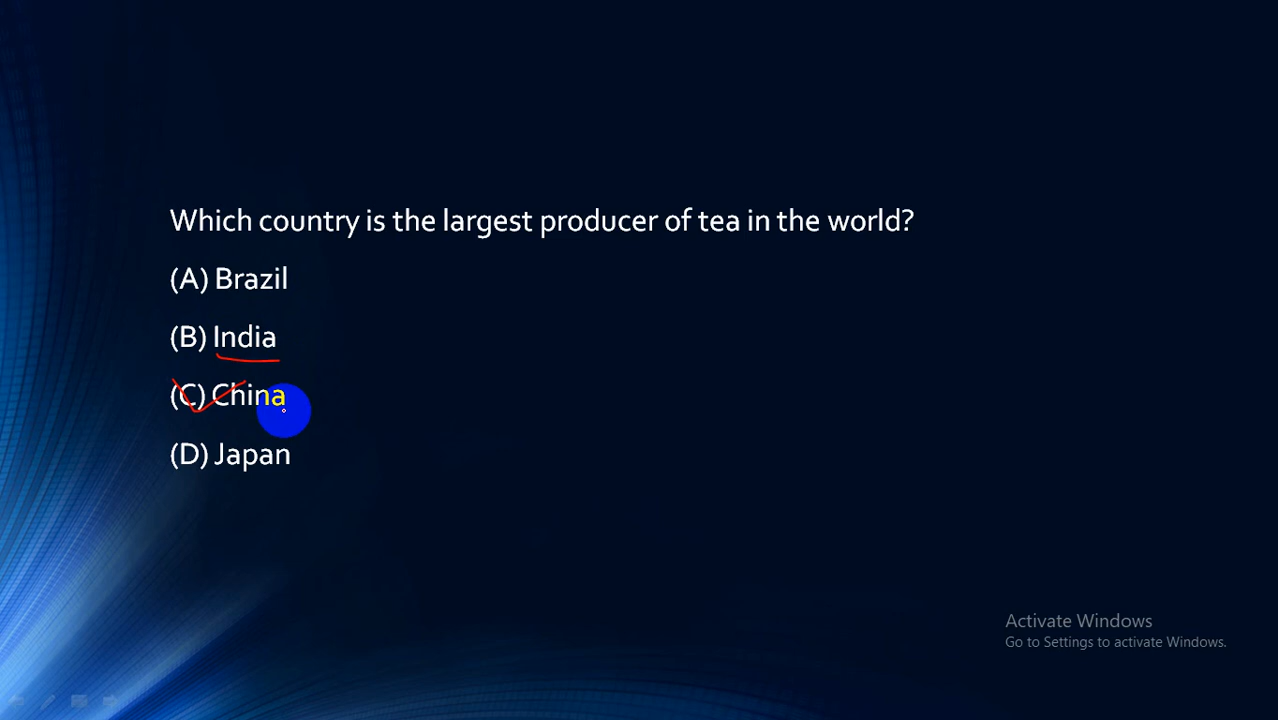 Which country is the largest producer of tea in the world?
(A) Brazil
(B) India
(C) China
(D) Japan
Activate Windows
Go to Settings to activate Windows.